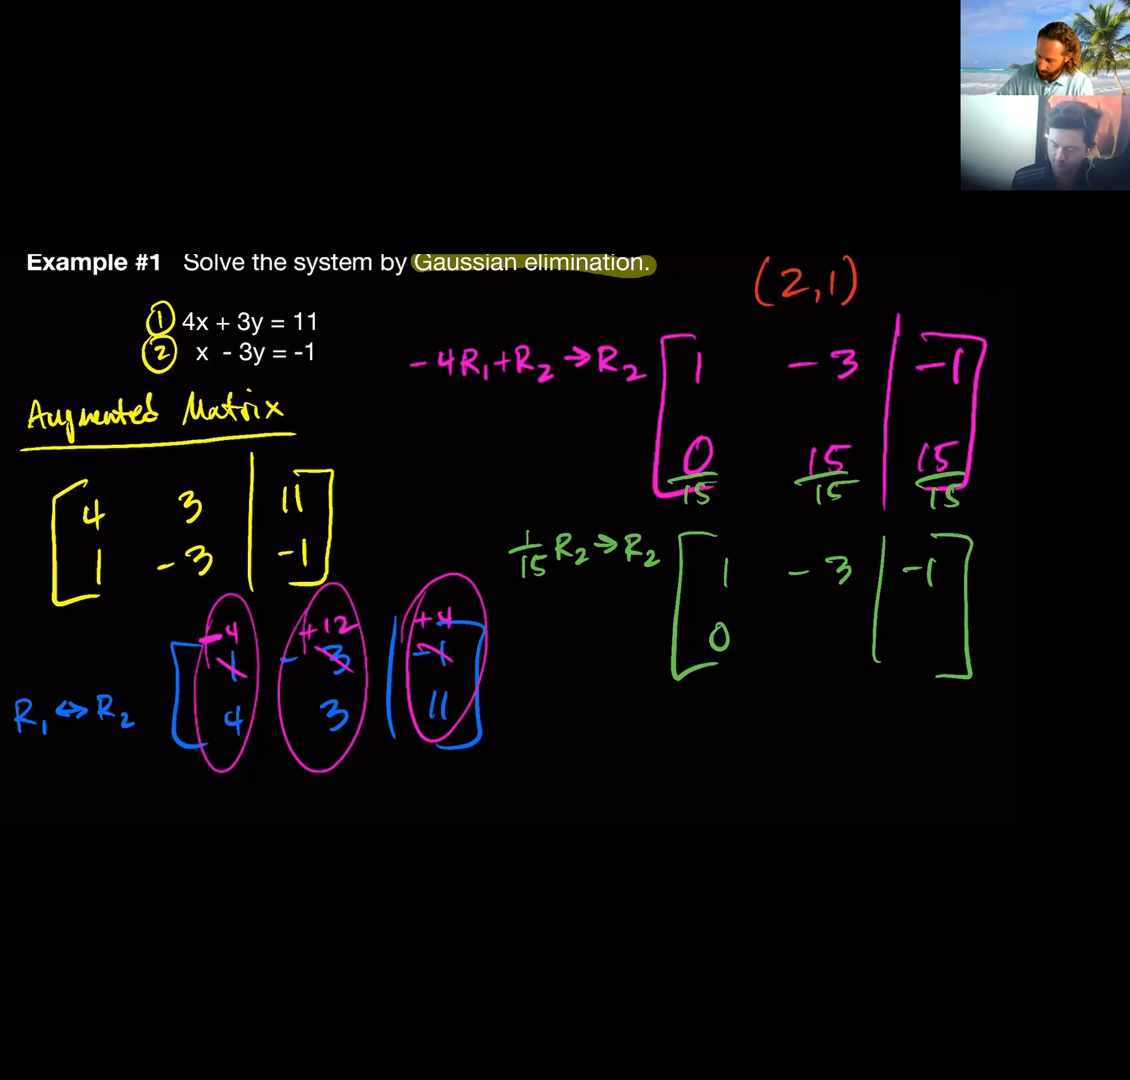 Example #1 Solve the system by Gaussian elimination.
(2,1)
① 4x + 3y = 11
② x - 3y = -1
Augmented Matrix
4 3 | 11
1 -3 | -1
R₁ ↔ R₂
-4 +12 +4
1 -3 | -1
4 3 | 11
-4R₁+R₂→R₂
1 -3 | -1
0 15 | 15
15 15 15
1/15 R₂→R₂
1 -3 | -1
0